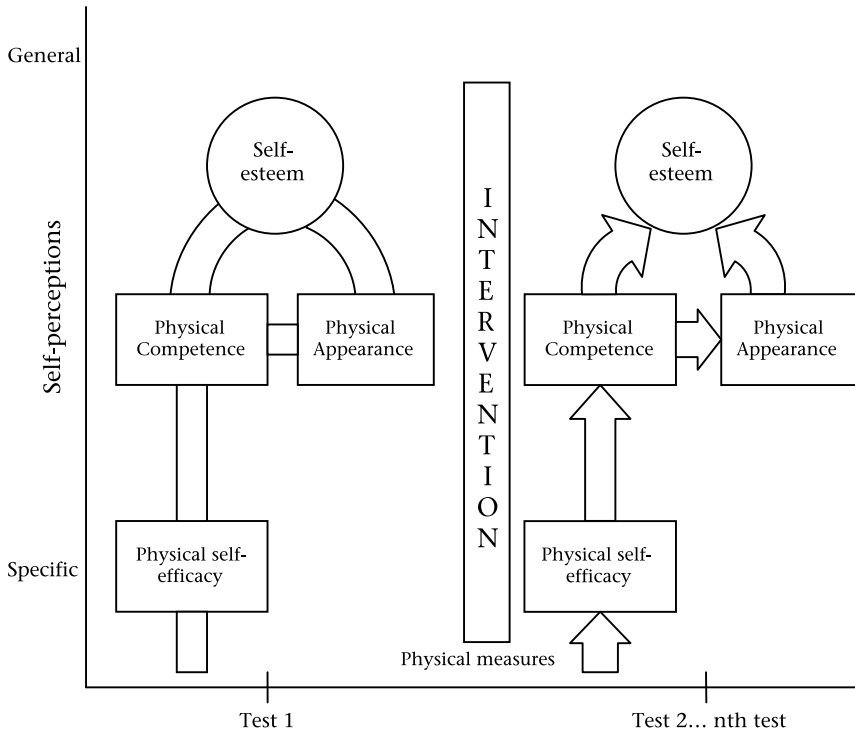 General
Self-perceptions
Specific
Self-
esteem
Physical
Competence
Physical
Appearance
Physical self-
efficacy
INTERVENTION
Self-
esteem
Physical
Competence
Physical
Appearance
Physical self-
efficacy
Physical measures
Test 1
Test 2... nth test